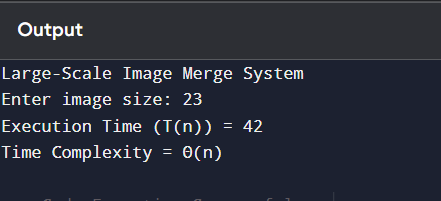 Output
Large-Scale Image Merge System
Enter image size: 23
Execution Time (T(n)) = 42
Time Complexity = Θ(n)